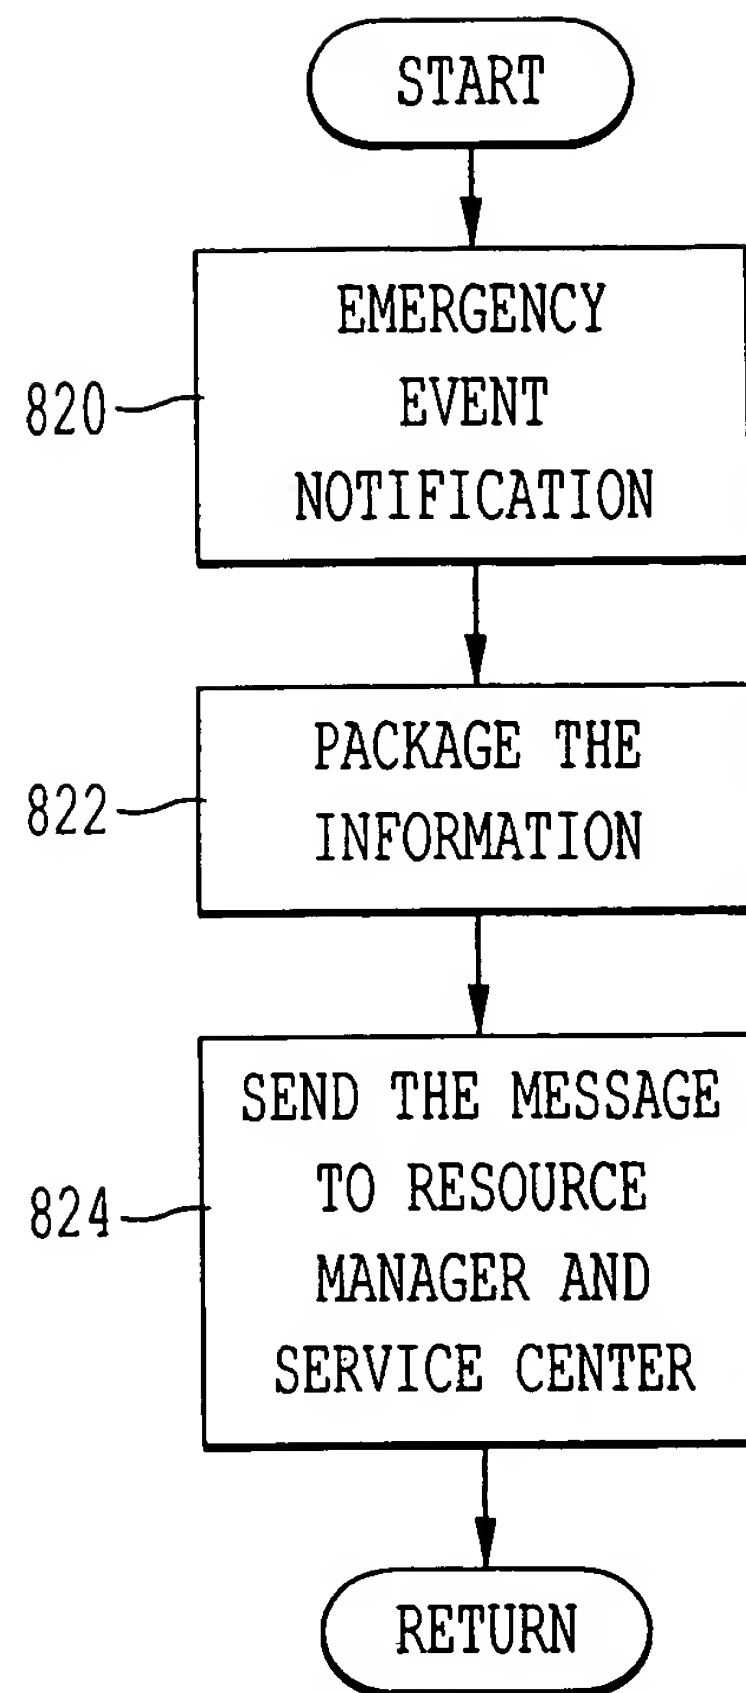 START
EMERGENCY
EVENT
NOTIFICATION
820
PACKAGE THE
INFORMATION
822
SEND THE MESSAGE
TO RESOURCE
MANAGER AND
SERVICE CENTER
824
RETURN